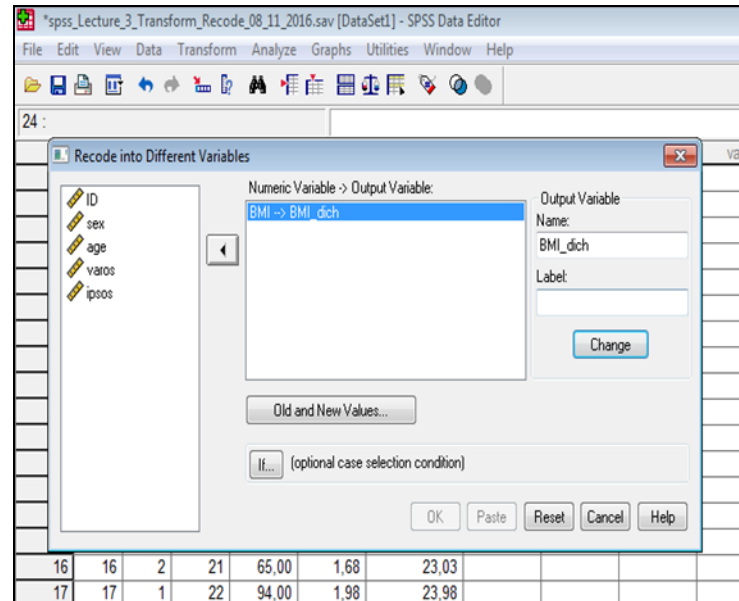 *spss_Lecture_3_Transform_Recode_08_11_2016.sav [DataSet1] - SPSS Data Editor
File Edit View Data Transform Analyze Graphs Utilities Window Help
24 :
Recode into Different Variables
va
ID
sex
age
varos
ipsos
Numeric Variable -> Output Variable:
BMI --> BMI_dich
Output Variable
Name:
BMI_dich
Label:
Change
Old and New Values...
If... (optional case selection condition)
OK Paste Reset Cancel Help
16 16 2 21 65,00 1,68 23,03
17 17 1 22 94,00 1,98 23,98